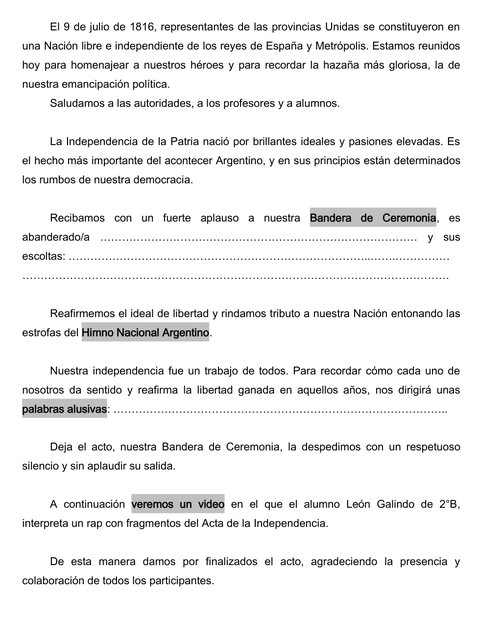 El 9 de julio de 1816, representantes de las provincias Unidas se constituyeron en
una Nación libre e independiente de los reyes de España y Metrópolis. Estamos reunidos
hoy para homenajear a nuestros héroes y para recordar la hazaña más gloriosa, la de
nuestra emancipación política.
Saludamos a las autoridades, a los profesores y a alumnos.
La Independencia de la Patria nació por brillantes ideales y pasiones elevadas. Es
el hecho más importante del acontecer Argentino, y en sus principios están determinados
los rumbos de nuestra democracia.
Recibamos con un fuerte aplauso a nuestra Bandera de Ceremonia, es
abanderado/a …………………………………………………………………………… y sus
escoltas: ………………………………………………………………………..…….……………
………………………………………………………………………………………………………
Reafirmemos el ideal de libertad y rindamos tributo a nuestra Nación entonando las
estrofas del Himno Nacional Argentino.
Nuestra independencia fue un trabajo de todos. Para recordar cómo cada uno de
nosotros da sentido y reafirma la libertad ganada en aquellos años, nos dirigirá unas
palabras alusivas: ………………………………………………………………………………..
Deja el acto, nuestra Bandera de Ceremonia, la despedimos con un respetuoso
silencio y sin aplaudir su salida.
A continuación veremos un video en el que el alumno León Galindo de 2°B,
interpreta un rap con fragmentos del Acta de la Independencia.
De esta manera damos por finalizados el acto, agradeciendo la presencia y
colaboración de todos los participantes.